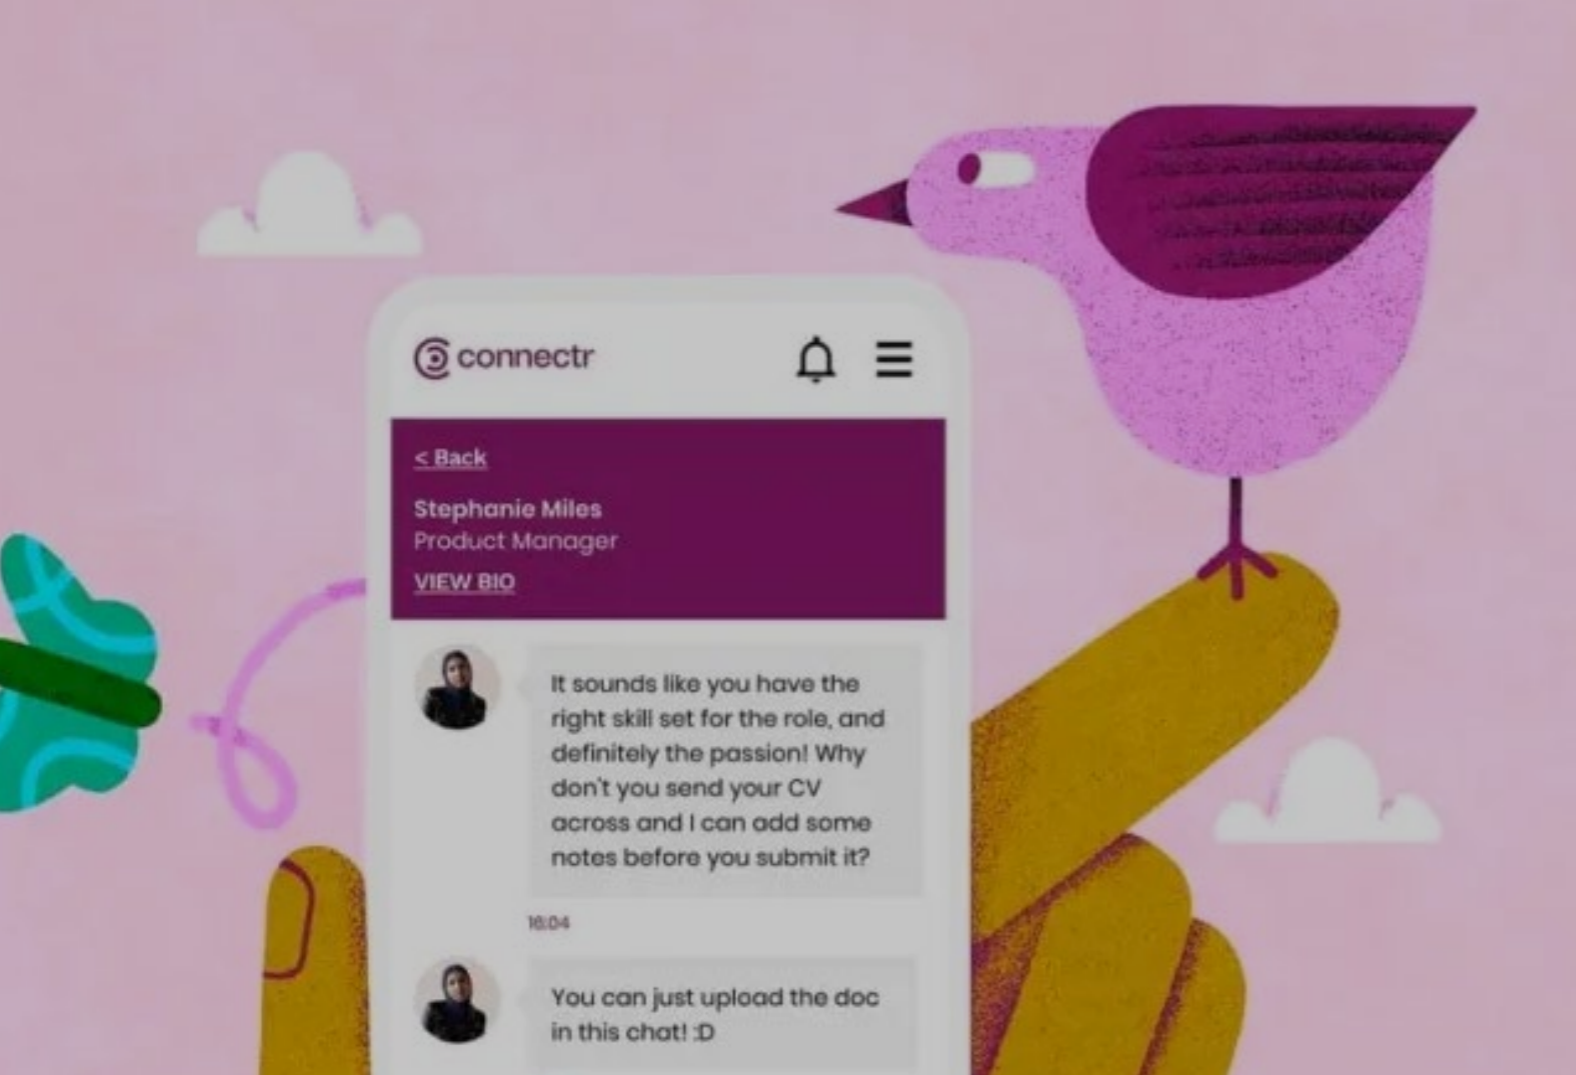 connectr
< Back
Stephanie Miles
Product Manager
VIEW BIO
It sounds like you have the
right skill set for the role, and
definitely the passion! Why
don't you send your CV
across and I can add some
notes before you submit it?
16:04
You can just upload the doc
in this chat! :D